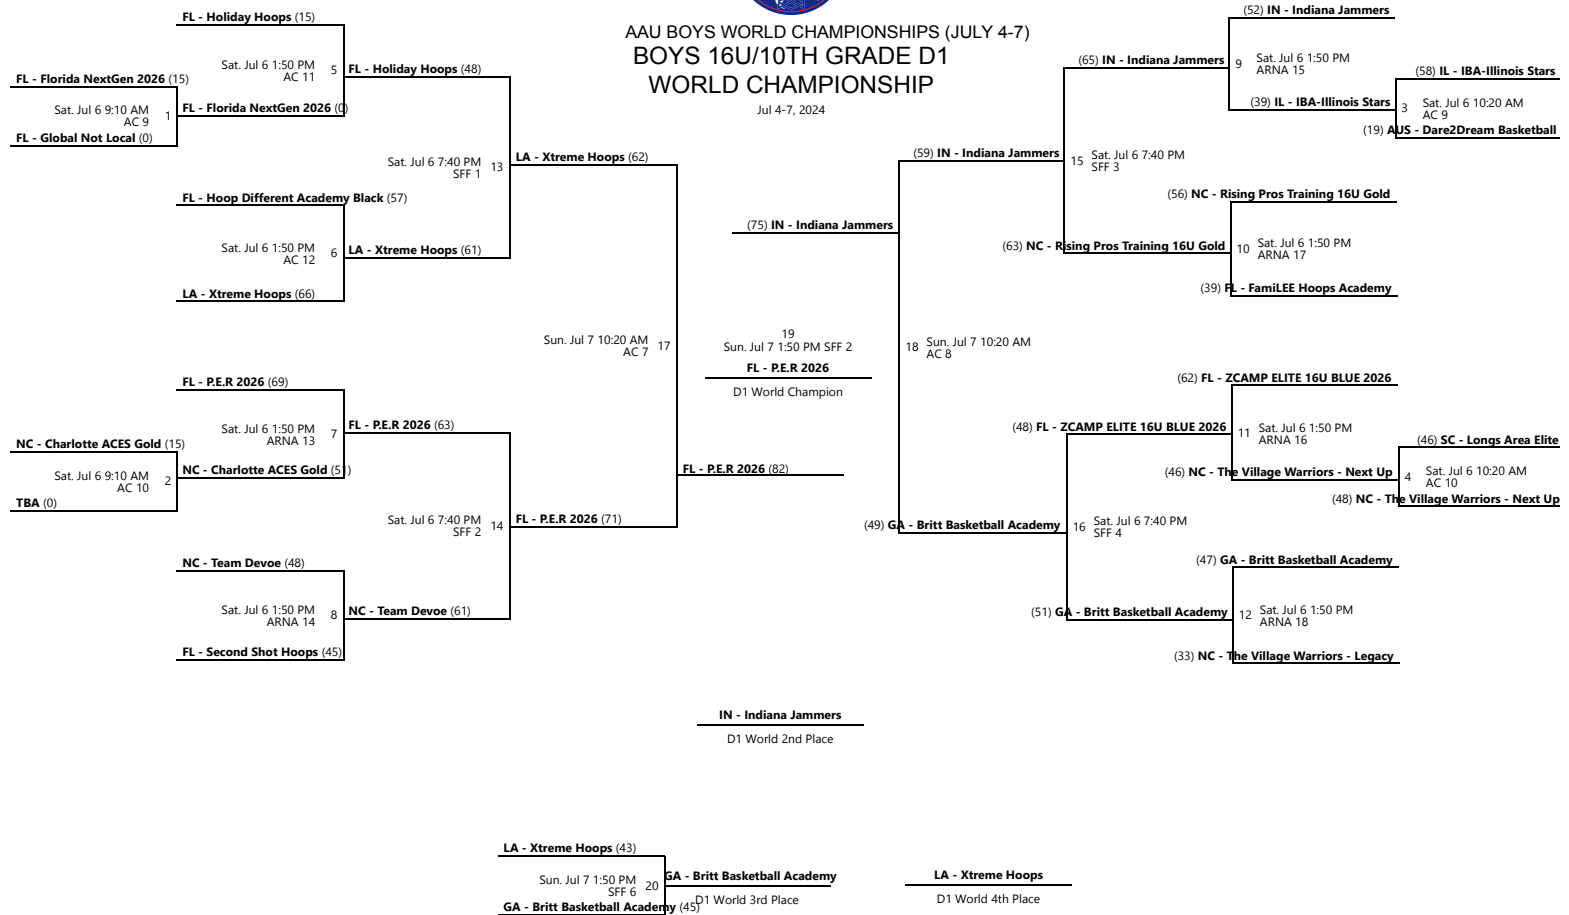 AAU BOYS WORLD CHAMPIONSHIPS (JULY 4-7)
BOYS 16U/10TH GRADE D1
WORLD CHAMPIONSHIP
Jul 4-7, 2024
FL - Holiday Hoops (15)
Sat. Jul 6 1:50 PM 5
AC 11
FL - Holiday Hoops (48)
FL - Florida NextGen 2026 (15)
Sat. Jul 6 9:10 AM 1
AC 9
FL - Florida NextGen 2026 (0)
FL - Global Not Local (0)
Sat. Jul 6 7:40 PM 13
SFF 1
LA - Xtreme Hoops (62)
FL - Hoop Different Academy Black (57)
Sat. Jul 6 1:50 PM 6
AC 12
LA - Xtreme Hoops (61)
LA - Xtreme Hoops (66)
Sun. Jul 7 10:20 AM 17
AC 7
FL - P.E.R 2026 (69)
Sat. Jul 6 1:50 PM 7
ARNA 13
FL - P.E.R 2026 (63)
NC - Charlotte ACES Gold (15)
Sat. Jul 6 9:10 AM 2
AC 10
NC - Charlotte ACES Gold (51)
TBA (0)
Sat. Jul 6 7:40 PM 14
SFF 2
FL - P.E.R 2026 (71)
FL - P.E.R 2026 (82)
NC - Team Devoe (48)
Sat. Jul 6 1:50 PM 8
ARNA 14
NC - Team Devoe (61)
FL - Second Shot Hoops (45)
(75) IN - Indiana Jammers
19
Sun. Jul 7 1:50 PM SFF 2
FL - P.E.R 2026
D1 World Champion
(52) IN - Indiana Jammers
(65) IN - Indiana Jammers
9 Sat. Jul 6 1:50 PM
ARNA 15
(58) IL - IBA-Illinois Stars
(39) IL - IBA-Illinois Stars
3 Sat. Jul 6 10:20 AM
AC 9
(19) AUS - Dare2Dream Basketball
(59) IN - Indiana Jammers
15 Sat. Jul 6 7:40 PM
SFF 3
(56) NC - Rising Pros Training 16U Gold
(63) NC - Rising Pros Training 16U Gold
10 Sat. Jul 6 1:50 PM
ARNA 17
(39) FL - FamiLEE Hoops Academy
18 Sun. Jul 7 10:20 AM
AC 8
(62) FL - ZCAMP ELITE 16U BLUE 2026
(48) FL - ZCAMP ELITE 16U BLUE 2026
11 Sat. Jul 6 1:50 PM
ARNA 16
(46) SC - Longs Area Elite
(46) NC - The Village Warriors - Next Up
4 Sat. Jul 6 10:20 AM
AC 10
(48) NC - The Village Warriors - Next Up
(49) GA - Britt Basketball Academy
16 Sat. Jul 6 7:40 PM
SFF 4
(47) GA - Britt Basketball Academy
(51) GA - Britt Basketball Academy
12 Sat. Jul 6 1:50 PM
ARNA 18
(33) NC - The Village Warriors - Legacy
IN - Indiana Jammers
D1 World 2nd Place
LA - Xtreme Hoops (43)
Sun. Jul 7 1:50 PM 20
SFF 6
GA - Britt Basketball Academy
D1 World 3rd Place
GA - Britt Basketball Academy (45)
LA - Xtreme Hoops
D1 World 4th Place